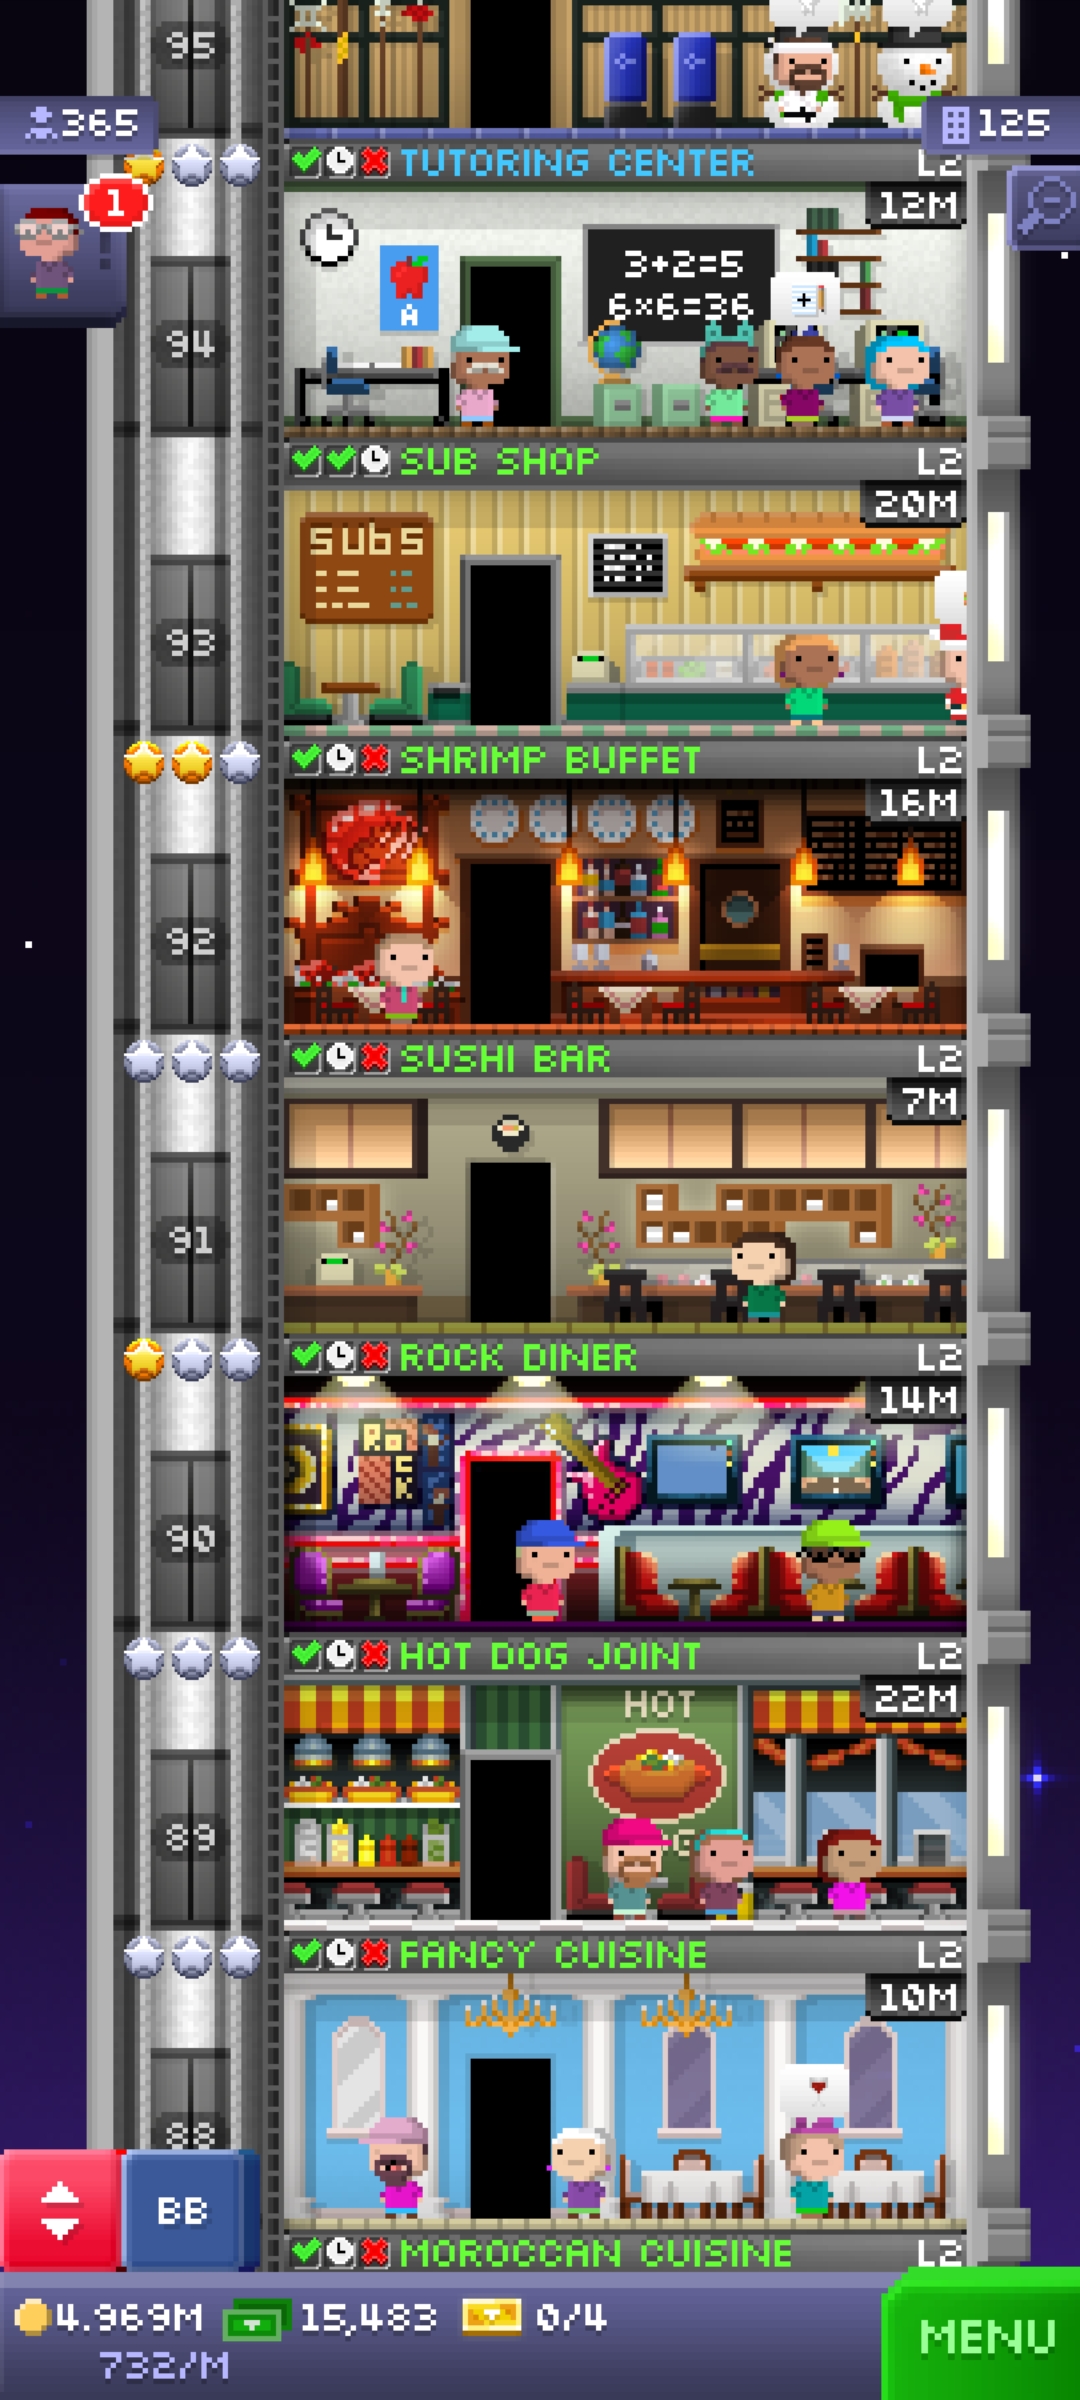 95
365
125
TUTORING CENTER L2
1
12M
3+2=5
A
6×6=36
94
SUB SHOP L2
20M
SUBS
93
SHRIMP BUFFET L2
16M
92
SUSHI BAR L2
7M
91
ROCK DINER L2
14M
ROCK
90
HOT DOG JOINT L2
22M
HOT
G
89
FANCY CUISINE L2
10M
88
BB
MOROCCAN CUISINE L2
4.969M 15,483 0/4
732/M
MENU